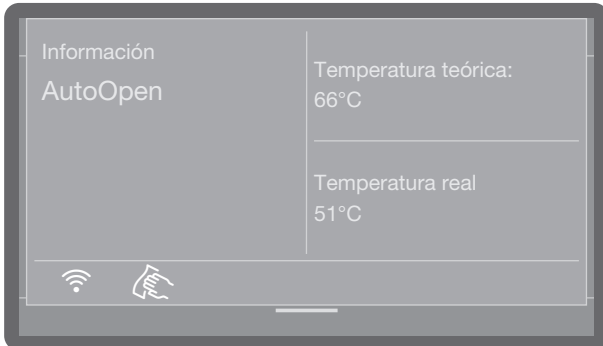 Información
AutoOpen
Temperatura teórica:
66°C
Temperatura real
51°C